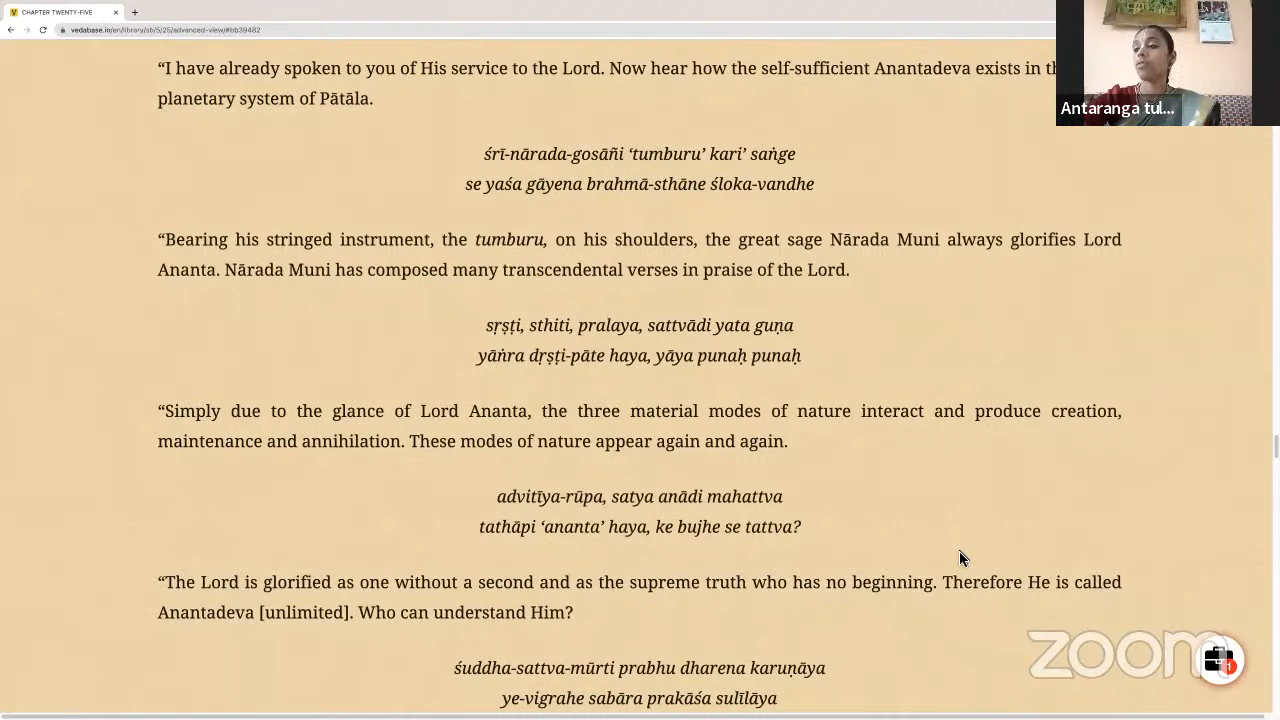 CHAPTER TWENTY-FIVE
vedabase.io/en/library/sb/5/25/advanced-view/#bb39482
“I have already spoken to you of His service to the Lord. Now hear how the self-sufficient Anantadeva exists in
planetary system of Pātāla.
Antaranga tul...
śrī-nārada-gosāñi ‘tumburu’ kari’ saṅge
se yaśa gāyena brahmā-sthāne śloka-vandhe
“Bearing his stringed instrument, the tumburu, on his shoulders, the great sage Nārada Muni always glorifies Lord
Ananta. Nārada Muni has composed many transcendental verses in praise of the Lord.
sṛṣṭi, sthiti, pralaya, sattvādi yata guṇa
yāṅra dṛṣṭi-pāte haya, yāya punaḥ punaḥ
“Simply due to the glance of Lord Ananta, the three material modes of nature interact and produce creation,
maintenance and annihilation. These modes of nature appear again and again.
advitīya-rūpa, satya anādi mahattva
tathāpi ‘ananta’ haya, ke bujhe se tattva?
“The Lord is glorified as one without a second and as the supreme truth who has no beginning. Therefore He is called
Anantadeva [unlimited]. Who can understand Him?
zoom
1
śuddha-sattva-mūrti prabhu dharena karuṇāya
ye-vigrahe sabāra prakāśa sulīlāya